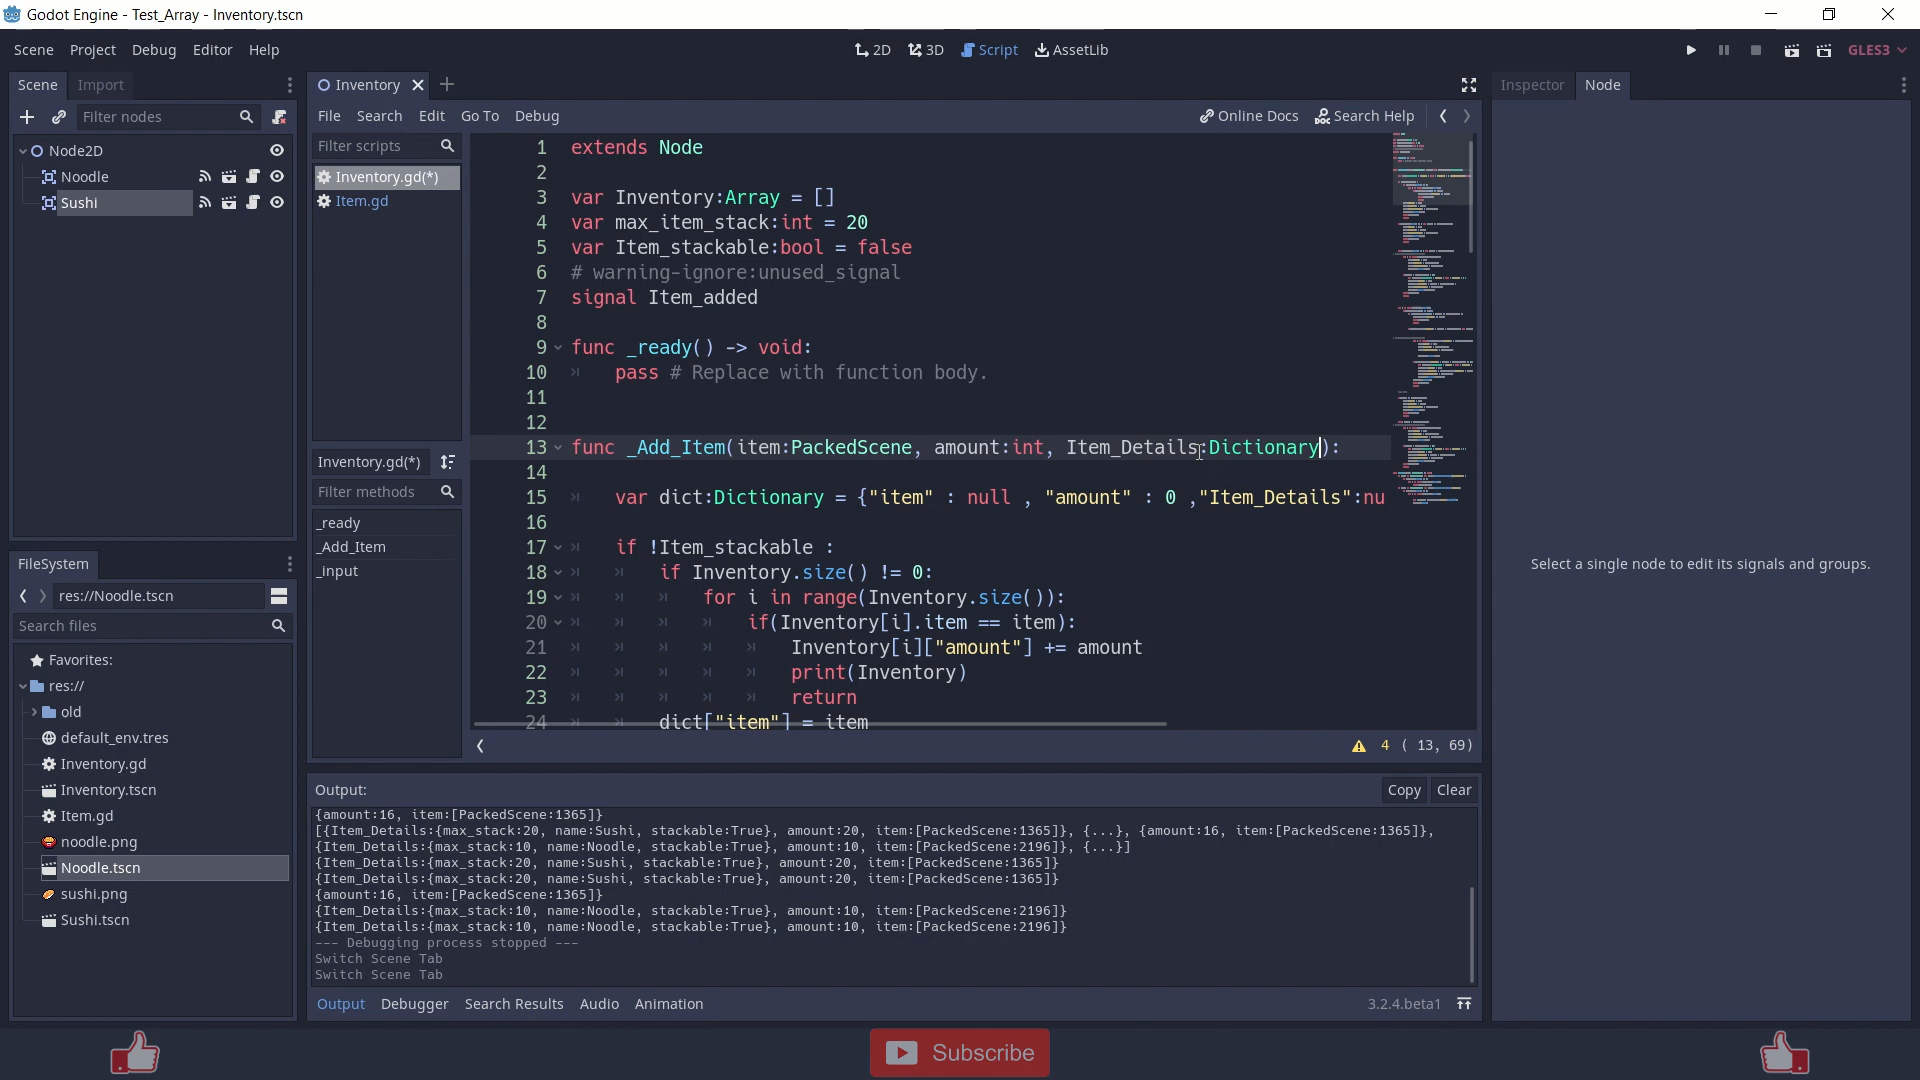 Godot Engine - Test_Array - Inventory.tscn
Scene Project Debug Editor Help
2D 3D Script AssetLib
GLES3
Scene Import
Filter nodes
Node2D
Noodle
Sushi
FileSystem
res://Noodle.tscn
Search files
Favorites:
res://
old
default_env.tres
Inventory.gd
Inventory.tscn
Item.gd
noodle.png
Noodle.tscn
sushi.png
Sushi.tscn
Inventory
File Search Edit Go To Debug
Online Docs Search Help
Filter scripts
Inventory.gd(*)
Item.gd
Inventory.gd(*)
Filter methods
_ready
_Add_Item
_input
1 extends Node
2
3 var Inventory:Array = []
4 var max_item_stack:int = 20
5 var Item_stackable:bool = false
6 # warning-ignore:unused_signal
7 signal Item_added
8
9 func _ready() -> void:
10 pass # Replace with function body.
11
12
13 func _Add_Item(item:PackedScene, amount:int, Item_Details:Dictionary):
14
15 var dict:Dictionary = {"item" : null , "amount" : 0 ,"Item_Details":nu
16
17 if !Item_stackable :
18 if Inventory.size() != 0:
19 for i in range(Inventory.size()):
20 if(Inventory[i].item == item):
21 Inventory[i]["amount"] += amount
22 print(Inventory)
23 return
24 dict["item"] = item
4 ( 13, 69)
Output:
Copy Clear
{amount:16, item:[PackedScene:1365]}
[{Item_Details:{max_stack:20, name:Sushi, stackable:True}, amount:20, item:[PackedScene:1365]}, {...}, {amount:16, item:[PackedScene:1365]},
{Item_Details:{max_stack:10, name:Noodle, stackable:True}, amount:10, item:[PackedScene:2196]}, {...}]
{Item_Details:{max_stack:20, name:Sushi, stackable:True}, amount:20, item:[PackedScene:1365]}
{Item_Details:{max_stack:20, name:Sushi, stackable:True}, amount:20, item:[PackedScene:1365]}
{amount:16, item:[PackedScene:1365]}
{Item_Details:{max_stack:10, name:Noodle, stackable:True}, amount:10, item:[PackedScene:2196]}
{Item_Details:{max_stack:10, name:Noodle, stackable:True}, amount:10, item:[PackedScene:2196]}
--- Debugging process stopped ---
Switch Scene Tab
Switch Scene Tab
Output Debugger Search Results Audio Animation
3.2.4.beta1
Inspector Node
Select a single node to edit its signals and groups.
Subscribe